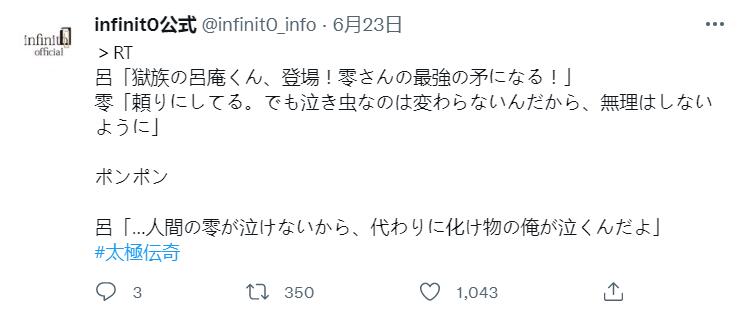 infinit0
official
infinit0公式 @infinit0_info · 6月23日
＞RT
呂「獄族の呂庵くん、登場！零さんの最強の矛になる！」
零「頼りにしてる。でも泣き虫なのは変わらないんだから、無理はしない
ように」
ポンポン
呂「…人間の零が泣けないから、代わりに化け物の俺が泣くんだよ」
#太極伝奇
3 350 1,043